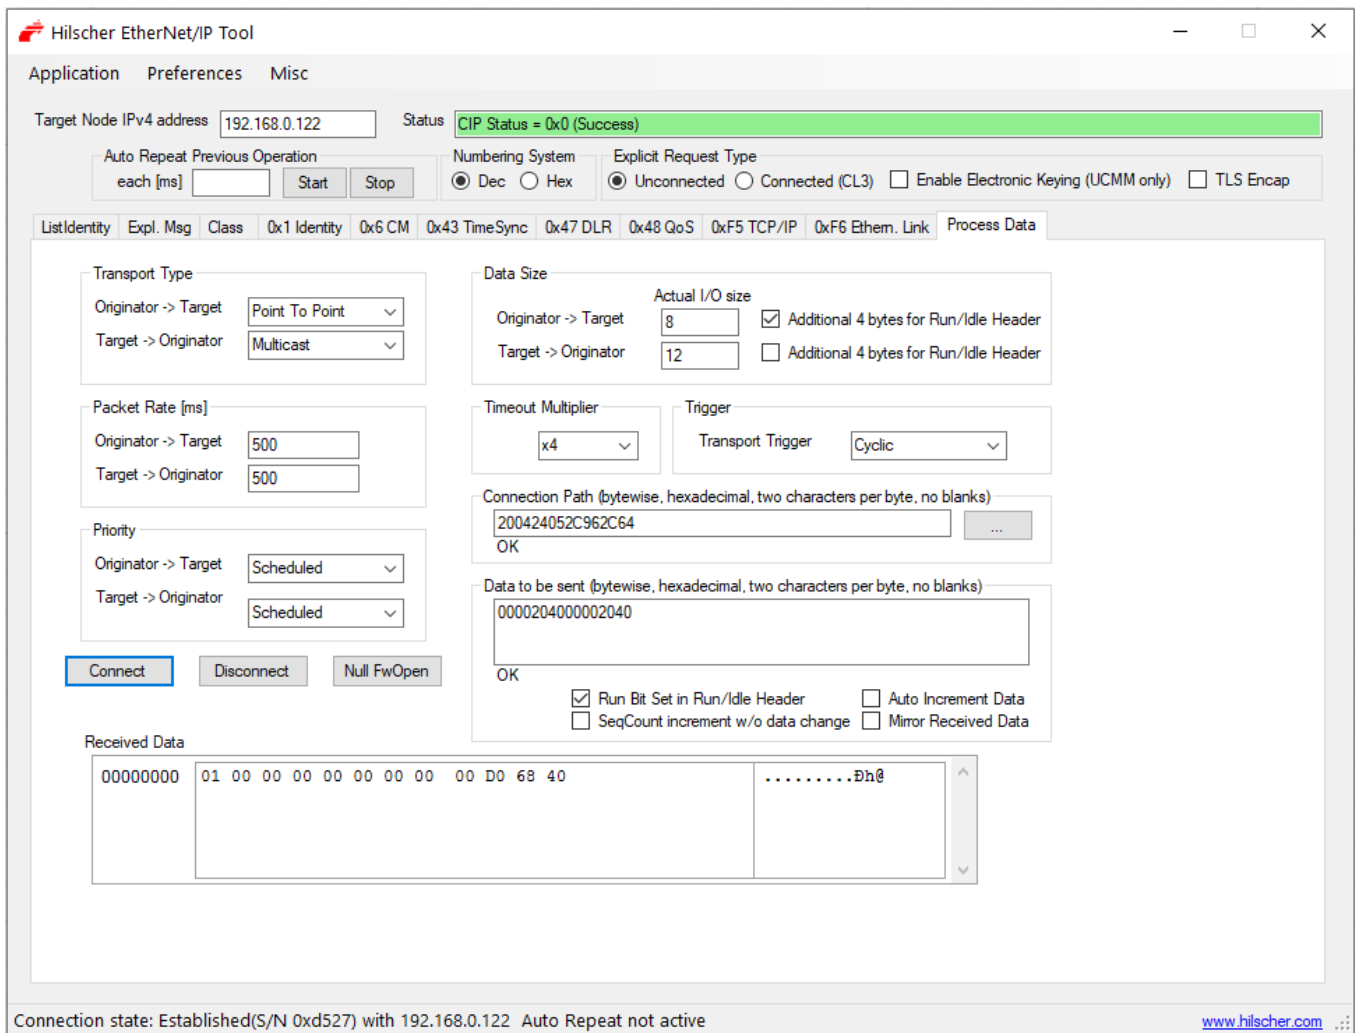 Hilscher EtherNet/IP Tool
Application Preferences Misc
Target Node IPv4 address 192.168.0.122 Status CIP Status = 0x0 (Success)
Auto Repeat Previous Operation Numbering System Explicit Request Type
each [ms] Start Stop Dec Hex Unconnected Connected (CL3) Enable Electronic Keying (UCMM only) TLS Encap
ListIdentity Expl. Msg Class 0x1 Identity 0x6 CM 0x43 TimeSync 0x47 DLR 0x48 QoS 0xF5 TCP/IP 0xF6 Ethern. Link Process Data
Transport Type
Originator -> Target Point To Point
Target -> Originator Multicast
Data Size
Actual I/O size
Originator -> Target 8 Additional 4 bytes for Run/Idle Header
Target -> Originator 12 Additional 4 bytes for Run/Idle Header
Packet Rate [ms]
Originator -> Target 500
Target -> Originator 500
Timeout Multiplier
x4
Trigger
Transport Trigger Cyclic
Connection Path (bytewise, hexadecimal, two characters per byte, no blanks)
200424052C962C64 ...
OK
Priority
Originator -> Target Scheduled
Target -> Originator Scheduled
Data to be sent (bytewise, hexadecimal, two characters per byte, no blanks)
0000204000002040
OK
Connect Disconnect Null FwOpen
Run Bit Set in Run/Idle Header Auto Increment Data
SeqCount increment w/o data change Mirror Received Data
Received Data
00000000 01 00 00 00 00 00 00 00 00 D0 68 40 .........Ðh@
Connection state: Established(S/N 0xd527) with 192.168.0.122 Auto Repeat not active www.hilscher.com